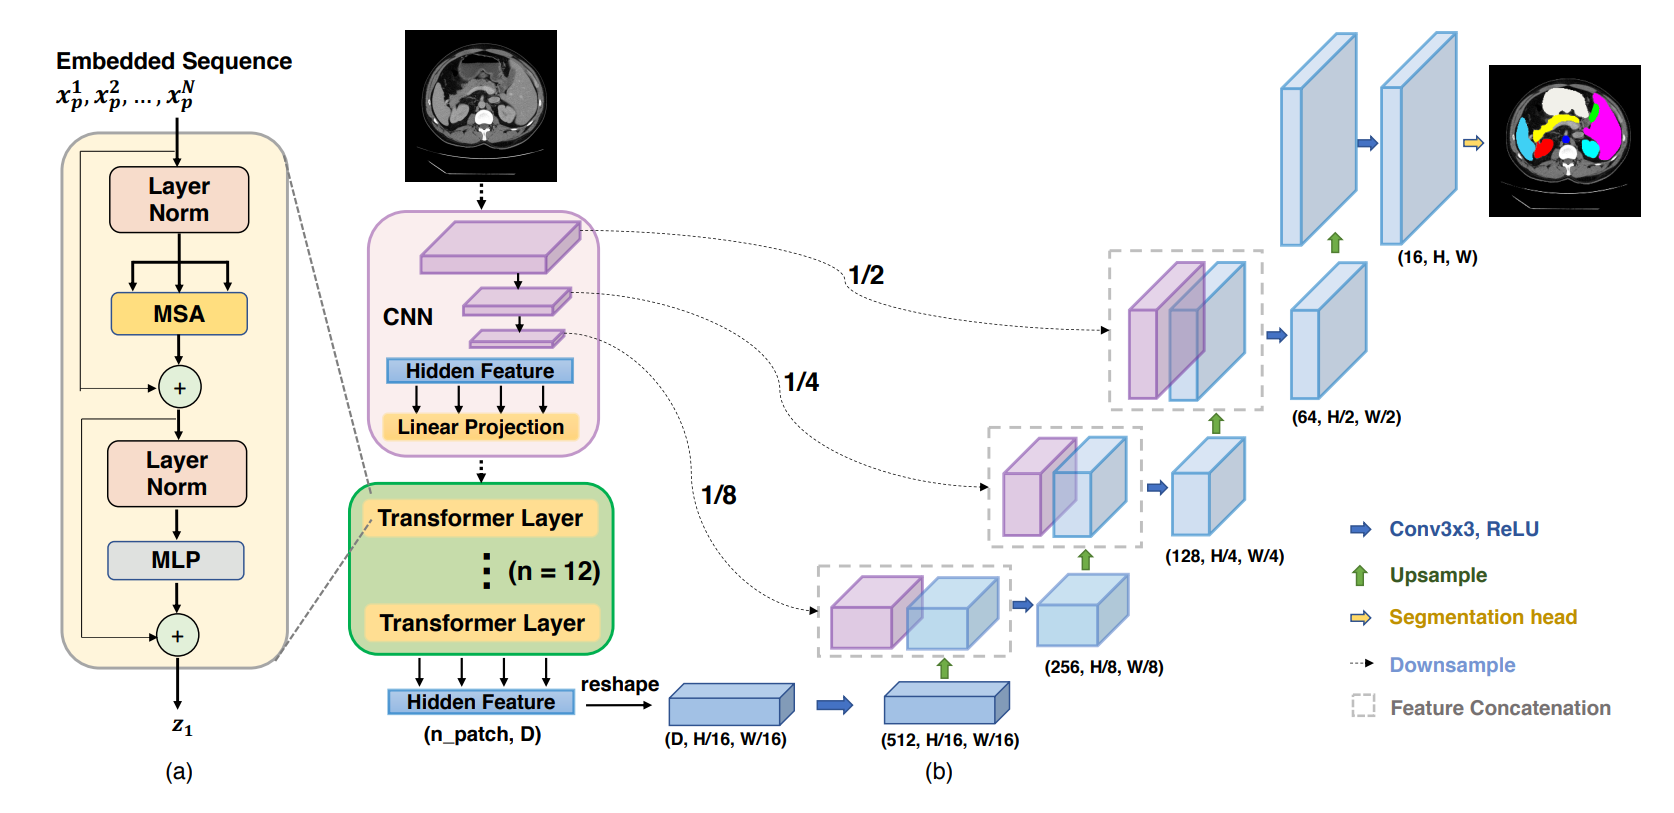 Embedded Sequence
x_p^1, x_p^2, ..., x_p^N
Layer
Norm
MSA
+
Layer
Norm
MLP
+
z_1
(a)
CNN
Hidden Feature
Linear Projection
Transformer Layer
(n = 12)
Transformer Layer
Hidden Feature
(n_patch, D)
reshape
(D, H/16, W/16)
(512, H/16, W/16)
(b)
1/2
1/4
1/8
(256, H/8, W/8)
(128, H/4, W/4)
(64, H/2, W/2)
(16, H, W)
Conv3x3, ReLU
Upsample
Segmentation head
Downsample
Feature Concatenation